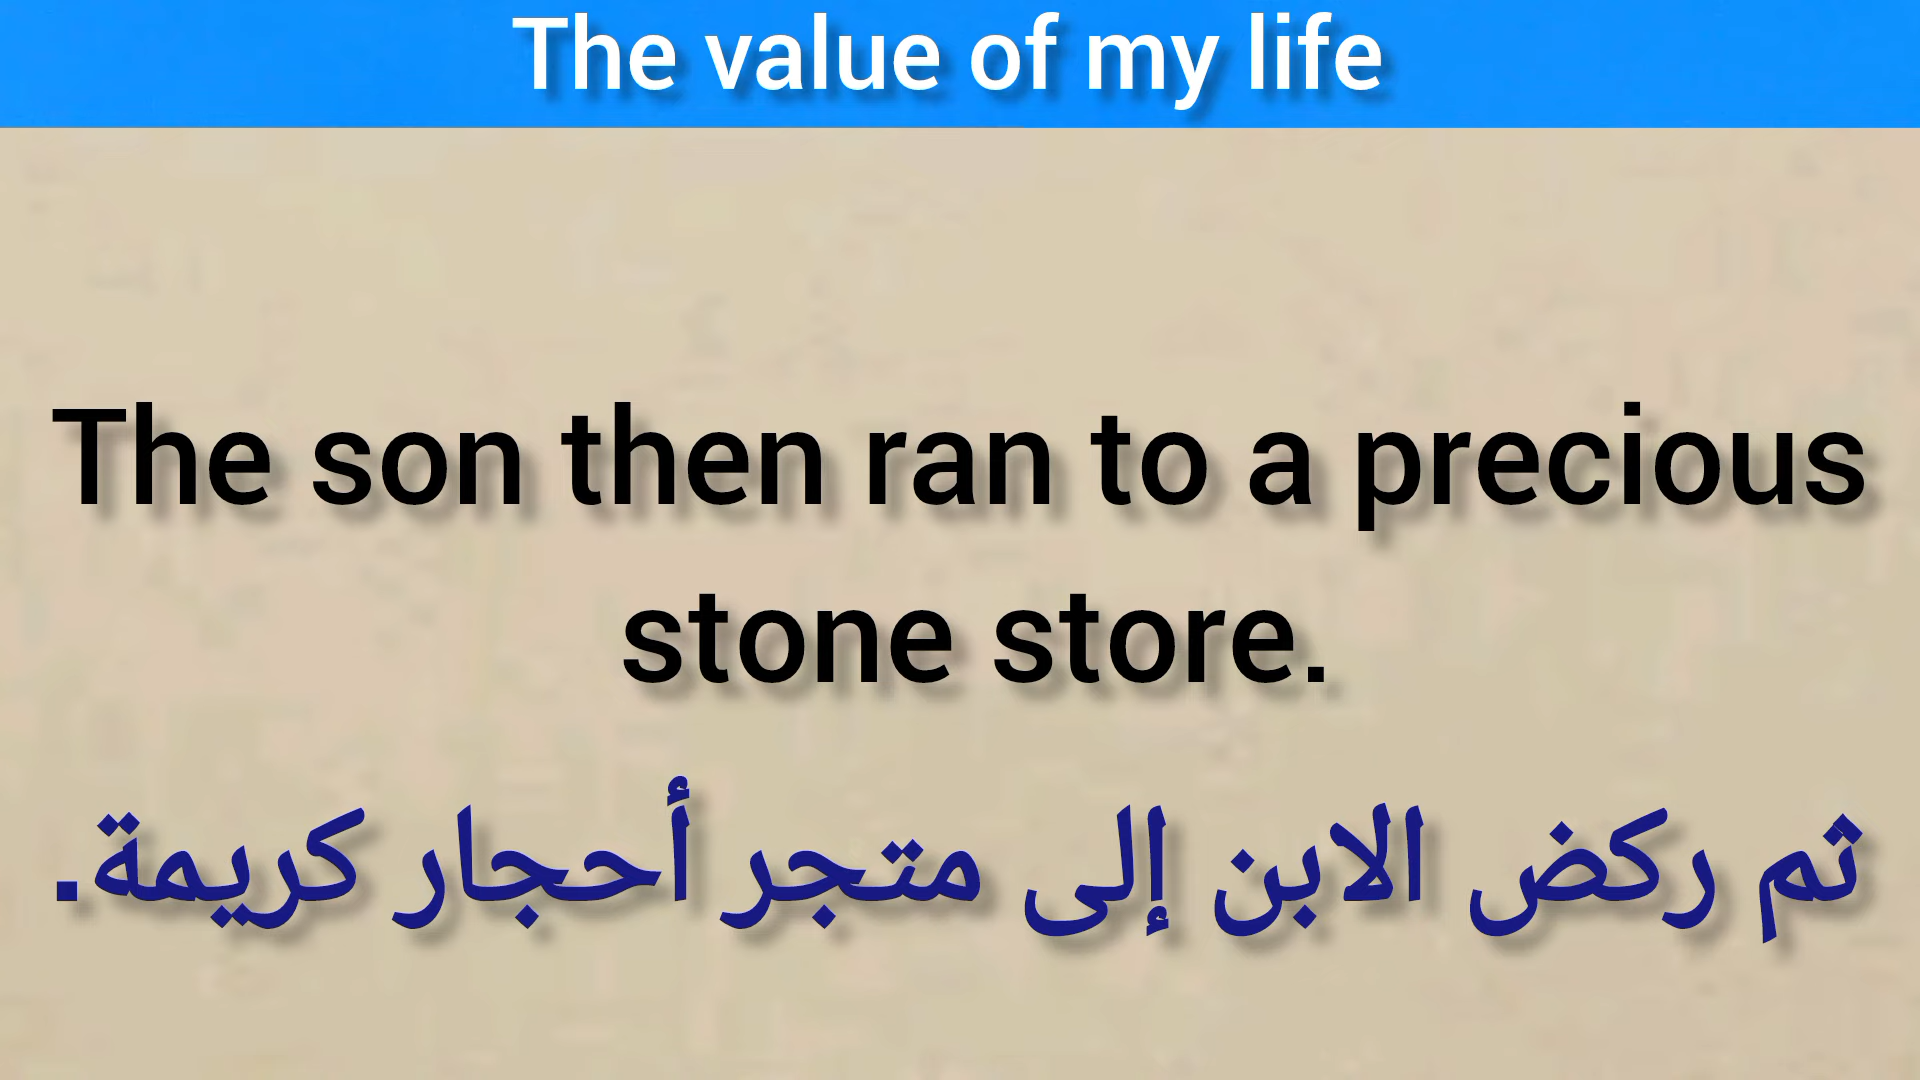 The value of my life
The son then ran to a precious
stone store.
ثم ركض الابن إلى متجر أحجار كريمة.